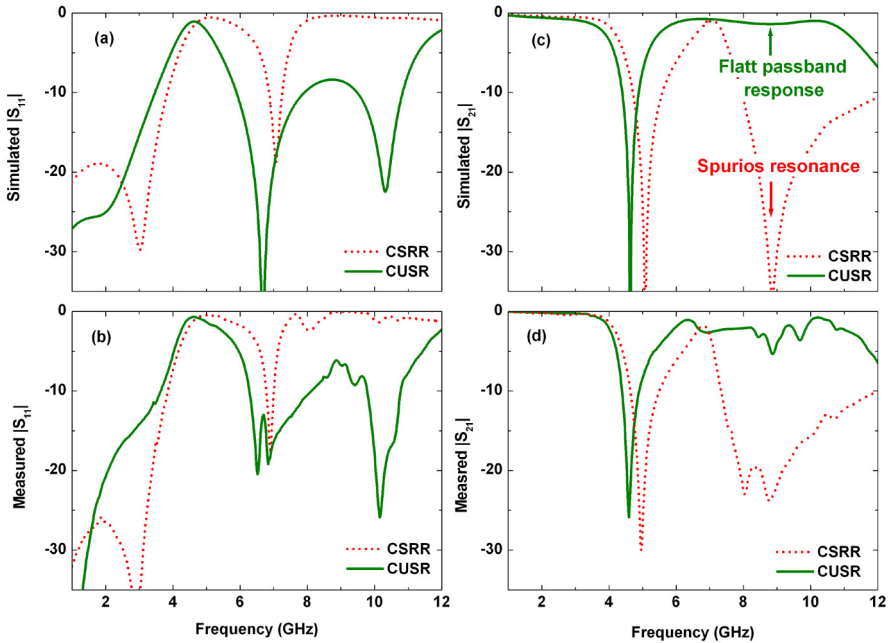 (a)
Simulated |S11|
0
-10
-20
-30
CSRR
CUSR
(c)
Simulated |S21|
0
-10
-20
-30
Flatt passband
response
Spurios resonance
CSRR
CUSR
(b)
Measured |S11|
0
-10
-20
-30
CSRR
CUSR
2 4 6 8 10 12
Frequency (GHz)
(d)
Measred |S21|
0
-10
-20
-30
CSRR
CUSR
2 4 6 8 10 12
Frequency (GHz)